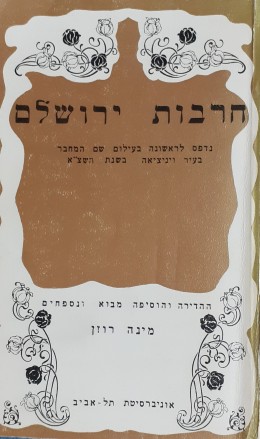 חרבות ירושלם
נדפס לראשונה בעילום שם המחבר
בעיר ויניציאה בשנת השצ"א
ההדירה והוסיפה מבוא ונספחים
מינה רוזן
אוניברסיטת תל-אביב